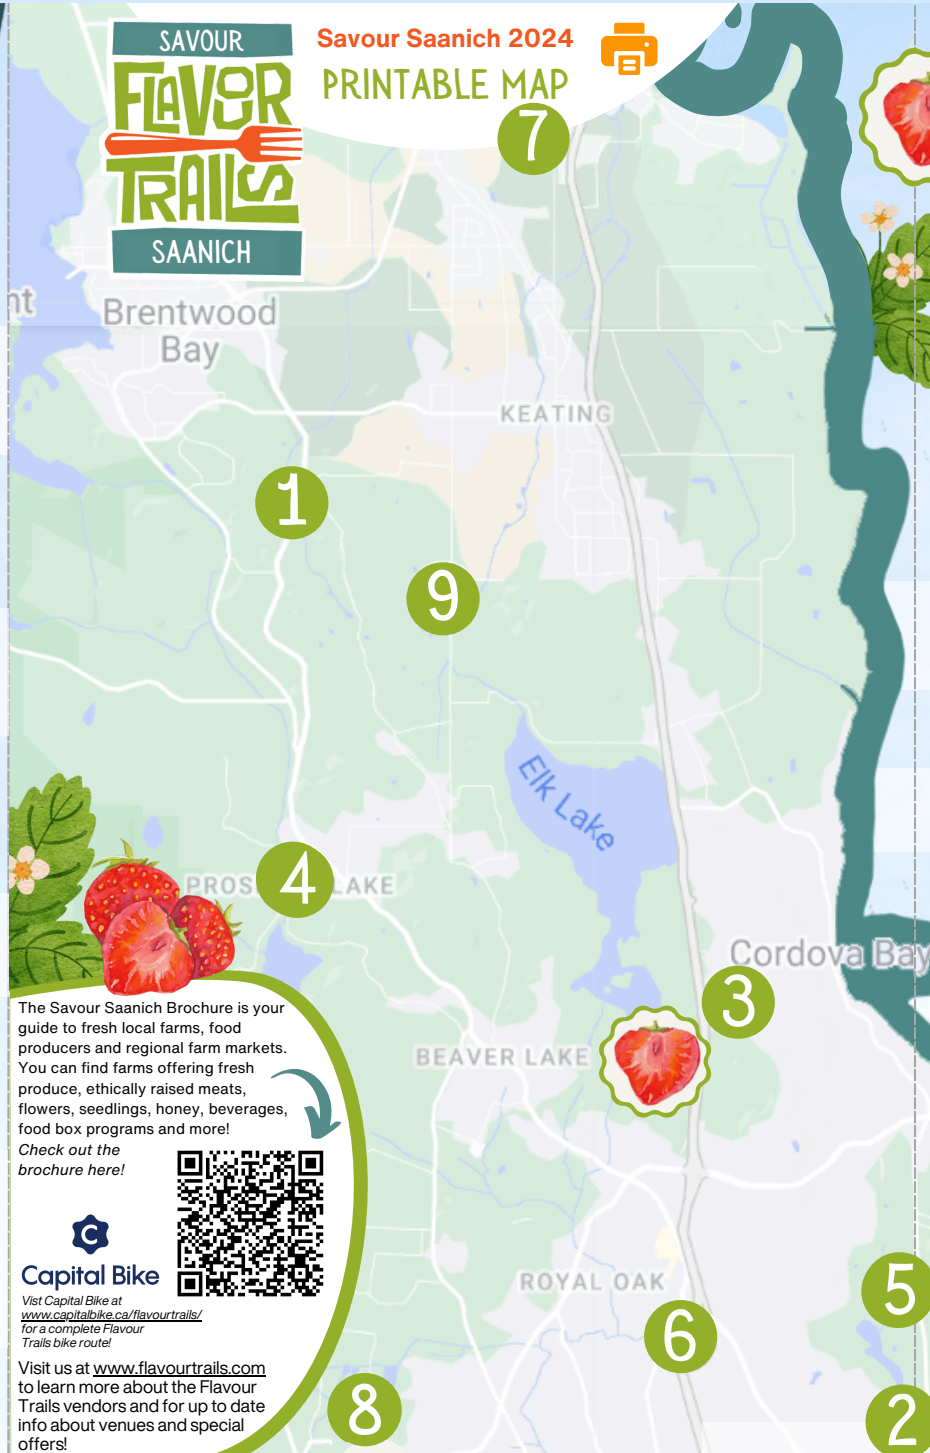 SAVOUR
FLAVOUR
TRAILS
SAANICH
Savour Saanich 2024
PRINTABLE MAP
7
nt
Brentwood
Bay
KEATING
1
9
Elk Lake
4
LAKE
Cordova Bay
3
BEAVER LAKE
ROYAL OAK
5
6
2
8
The Savour Saanich Brochure is your
guide to fresh local farms, food
producers and regional farm markets.
You can find farms offering fresh
produce, ethically raised meats,
flowers, seedlings, honey, beverages,
food box programs and more!
Check out the
brochure here!
C
Capital Bike
Vist Capital Bike at
www.capitalbike.ca/flavourtrails/
for a complete Flavour
Trails bike route!
Visit us at www.flavourtrails.com
to learn more about the Flavour
Trails vendors and for up to date
info about venues and special
offers!